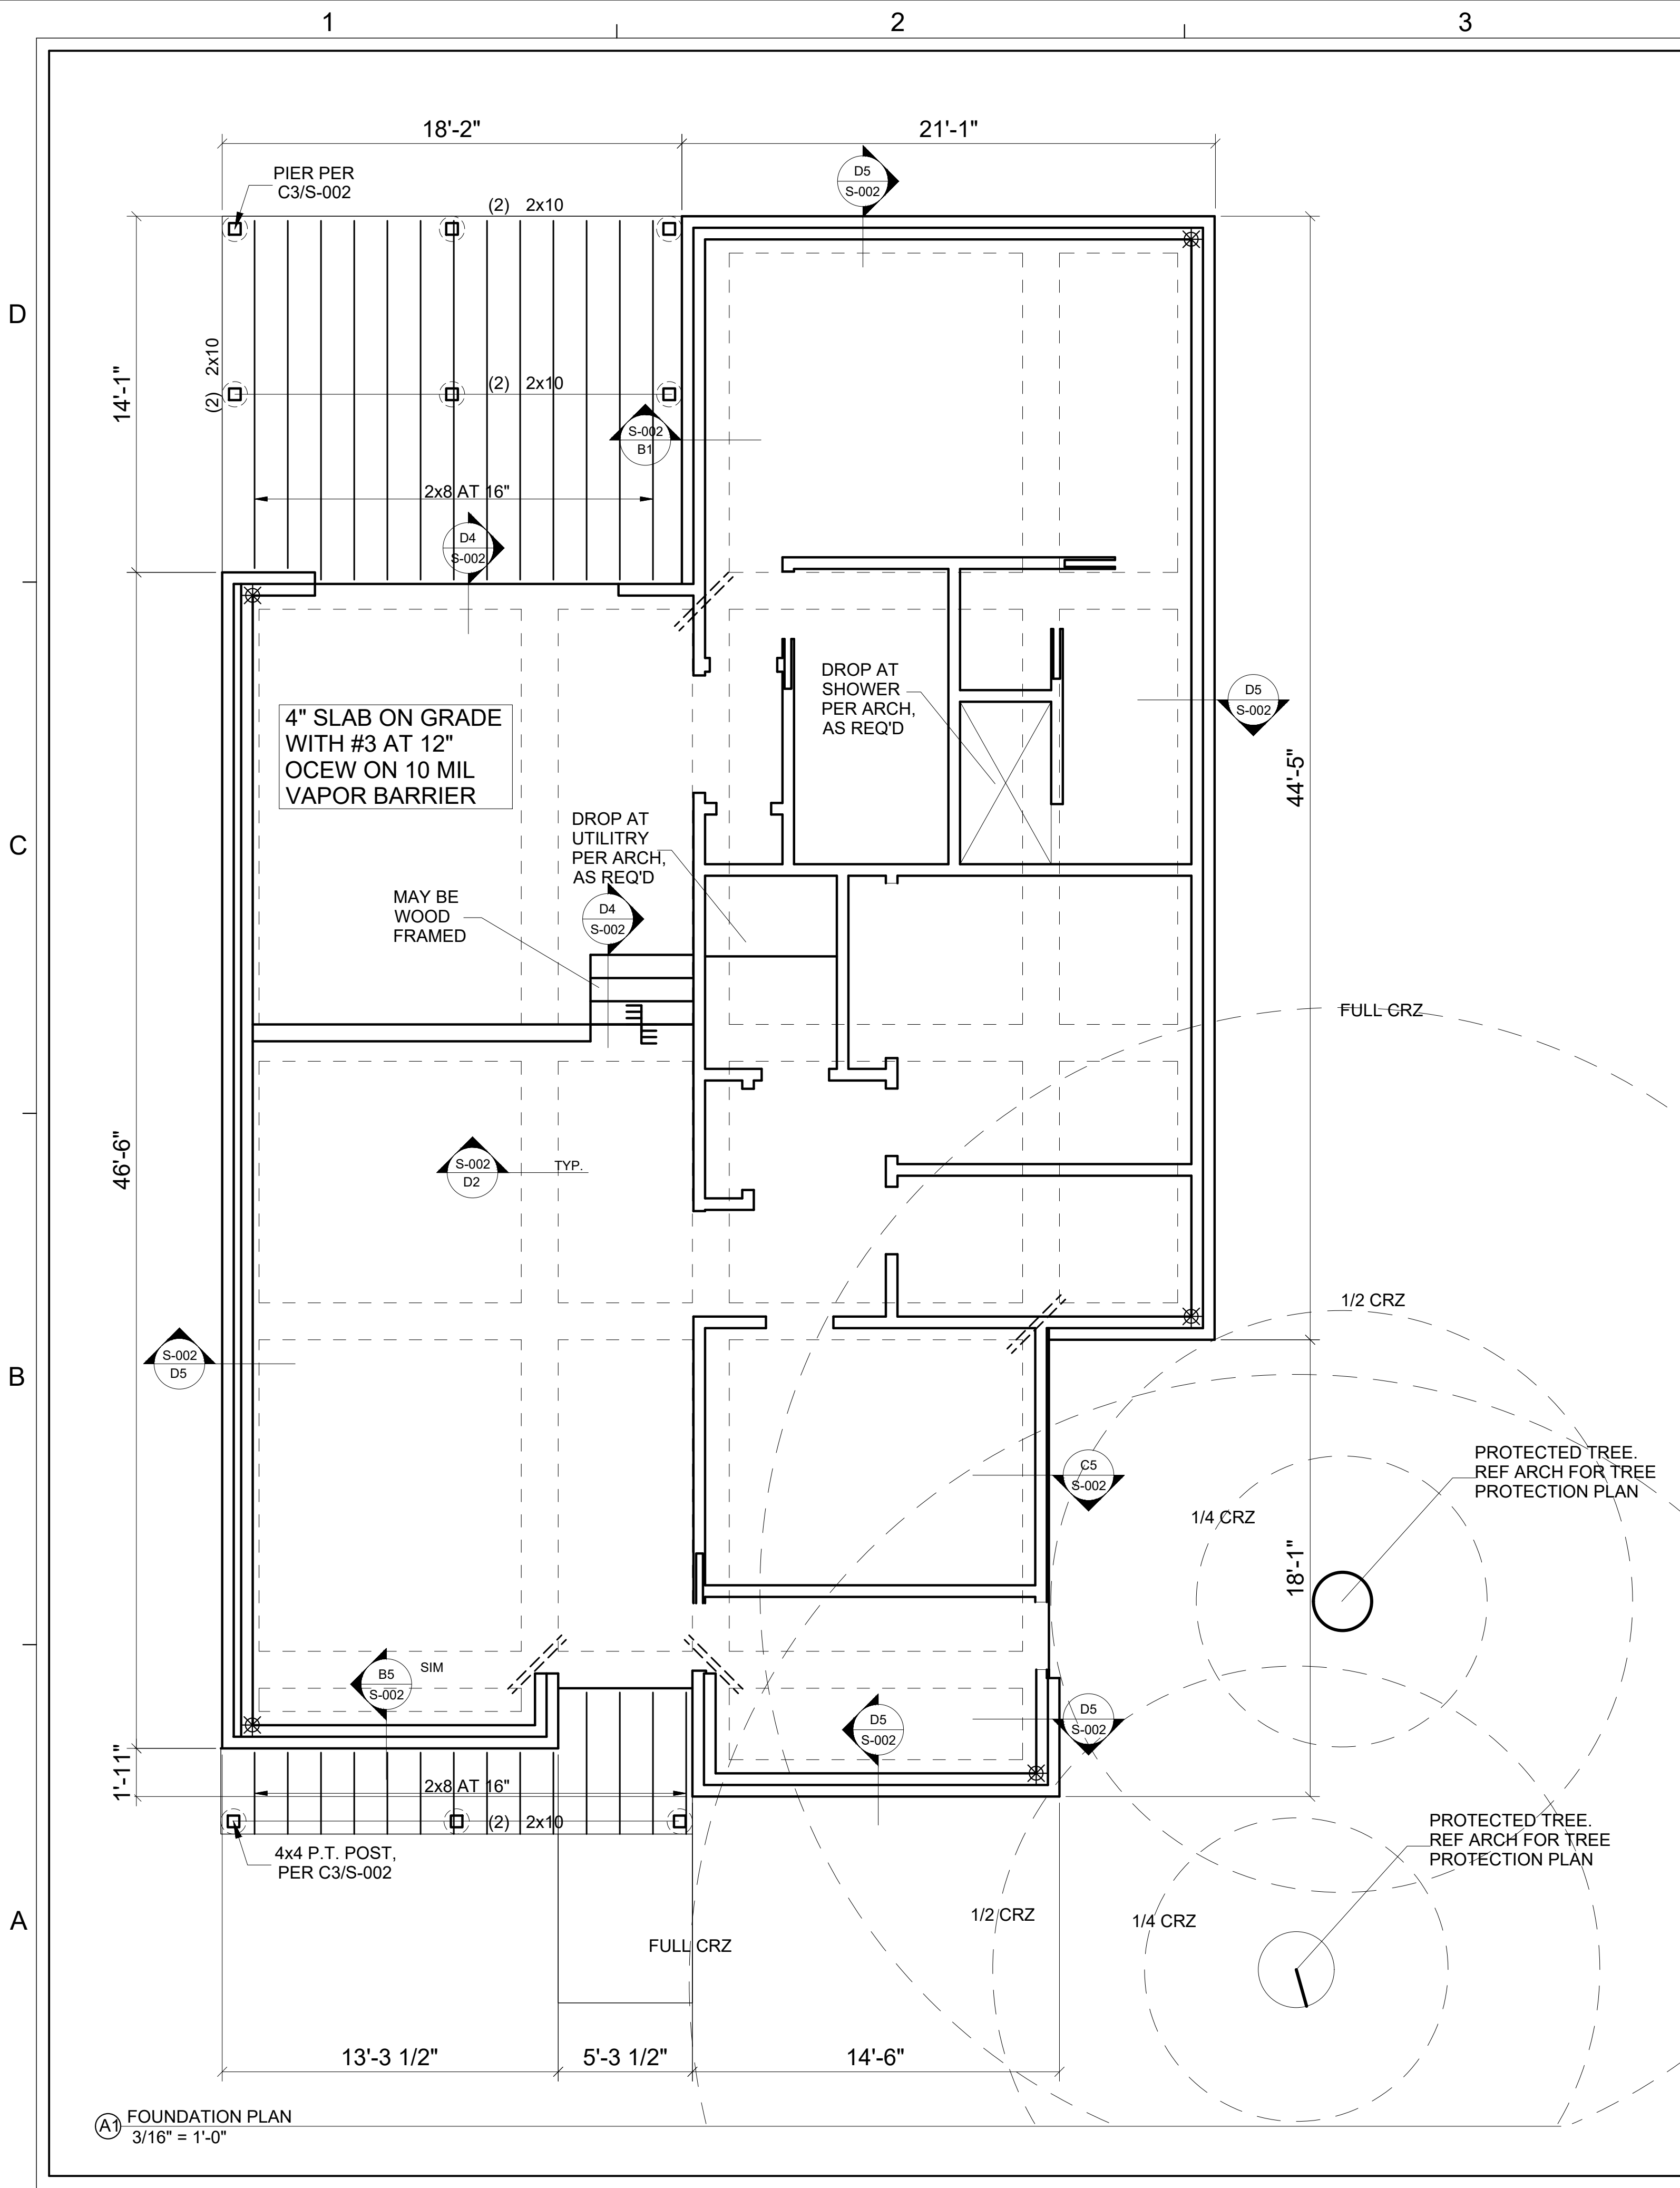 1
2
3
18'-2"
21'-1"
PIER PER
C3/S-002
D5
S-002
(2) 2x10
D
(2) 2x10
14'-1"
(2) 2x10
S-002
B1
2x8 AT 16"
D4
S-002
DROP AT
SHOWER
PER ARCH,
AS REQ'D
D5
S-002
4" SLAB ON GRADE
WITH #3 AT 12"
OCEW ON 10 MIL
VAPOR BARRIER
44'-5"
C
DROP AT
UTILITRY
PER ARCH,
AS REQ'D
MAY BE
WOOD
FRAMED
D4
S-002
FULL CRZ
46'-6"
S-002
D2
TYP.
1/2 CRZ
S-002
D5
B
C5
S-002
PROTECTED TREE.
REF ARCH FOR TREE
PROTECTION PLAN
1/4 CRZ
18'-1"
B5
S-002
SIM
D5
S-002
D5
S-002
1'-11"
2x8 AT 16"
(2) 2x10
4x4 P.T. POST,
PER C3/S-002
PROTECTED TREE.
REF ARCH FOR TREE
PROTECTION PLAN
A
1/2 CRZ
1/4 CRZ
FULL CRZ
13'-3 1/2"
5'-3 1/2"
14'-6"
A1
FOUNDATION PLAN
3/16" = 1'-0"